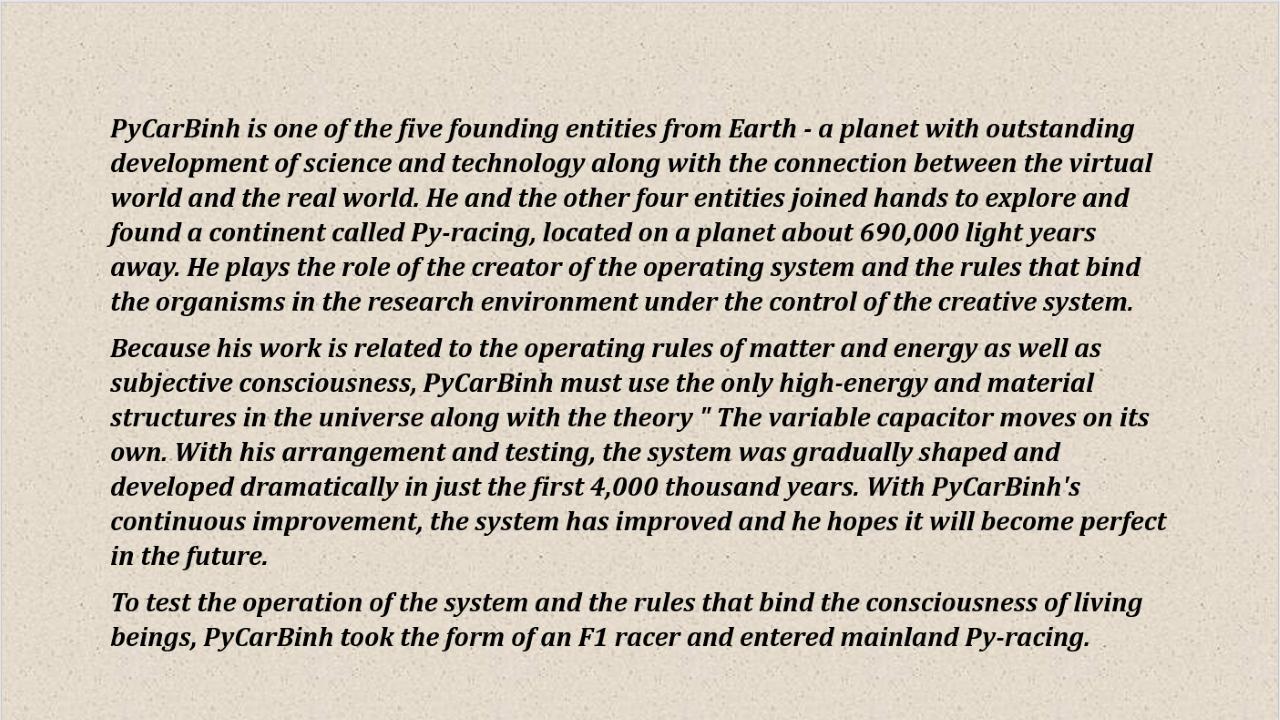 PyCarBinh is one of the five founding entities from Earth - a planet with outstanding
development of science and technology along with the connection between the virtual
world and the real world. He and the other four entities joined hands to explore and
found a continent called Py-racing, located on a planet about 690,000 light years
away. He plays the role of the creator of the operating system and the rules that bind
the organisms in the research environment under the control of the creative system.
Because his work is related to the operating rules of matter and energy as well as
subjective consciousness, PyCarBinh must use the only high-energy and material
structures in the universe along with the theory " The variable capacitor moves on its
own. With his arrangement and testing, the system was gradually shaped and
developed dramatically in just the first 4,000 thousand years. With PyCarBinh's
continuous improvement, the system has improved and he hopes it will become perfect
in the future.
To test the operation of the system and the rules that bind the consciousness of living
beings, PyCarBinh took the form of an F1 racer and entered mainland Py-racing.